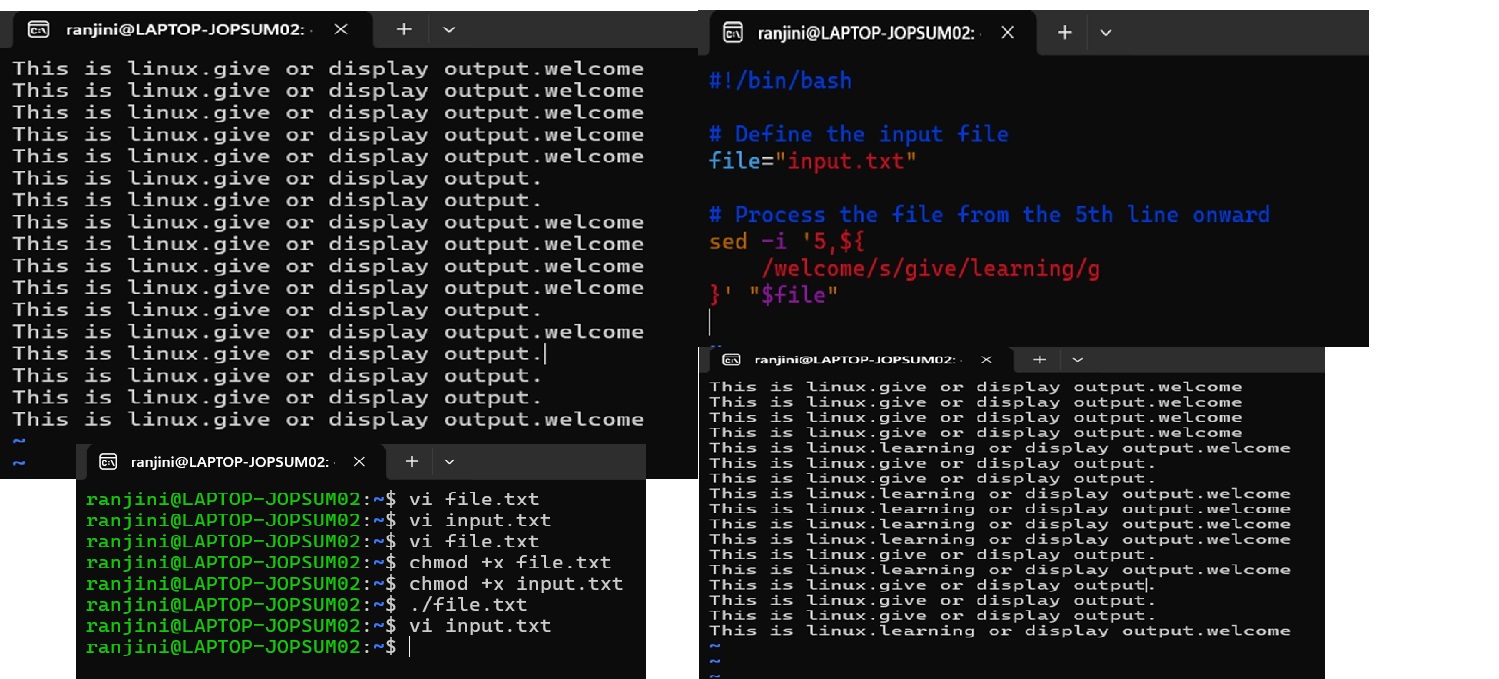 ranjini@LAPTOP-JOPSUM02: ·
This is linux.give or display output.welcome
This is linux.give or display output.welcome
This is linux.give or display output.welcome
This is linux.give or display output.welcome
This is linux.give or display output.welcome
This is linux.give or display output.
This is linux.give or display output.
This is linux.give or display output.welcome
This is linux.give or display output.welcome
This is linux.give or display output.welcome
This is linux.give or display output.welcome
This is linux.give or display output.
This is linux.give or display output.welcome
This is linux.give or display output.
This is linux.give or display output.
This is linux.give or display output.
This is linux.give or display output.welcome
~
~
ranjini@LAPTOP-JOPSUM02: ·
#!/bin/bash
# Define the input file
file="input.txt"
# Process the file from the 5th line onward
sed -i '5,${
/welcome/s/give/learning/g
}' "$file"
ranjini@LAPTOP-JOPSUM02: ·
ranjini@LAPTOP-JOPSUM02:~$ vi file.txt
ranjini@LAPTOP-JOPSUM02:~$ vi input.txt
ranjini@LAPTOP-JOPSUM02:~$ vi file.txt
ranjini@LAPTOP-JOPSUM02:~$ chmod +x file.txt
ranjini@LAPTOP-JOPSUM02:~$ chmod +x input.txt
ranjini@LAPTOP-JOPSUM02:~$ ./file.txt
ranjini@LAPTOP-JOPSUM02:~$ vi input.txt
ranjini@LAPTOP-JOPSUM02:~$
ranjini@LAPTOP-JOPSUM02: ·
This is linux.give or display output.welcome
This is linux.give or display output.welcome
This is linux.give or display output.welcome
This is linux.give or display output.welcome
This is linux.learning or display output.welcome
This is linux.give or display output.
This is linux.give or display output.
This is linux.learning or display output.welcome
This is linux.learning or display output.welcome
This is linux.learning or display output.welcome
This is linux.learning or display output.welcome
This is linux.give or display output.
This is linux.learning or display output.welcome
This is linux.give or display output.
This is linux.give or display output.
This is linux.give or display output.
This is linux.learning or display output.welcome
~
~
~